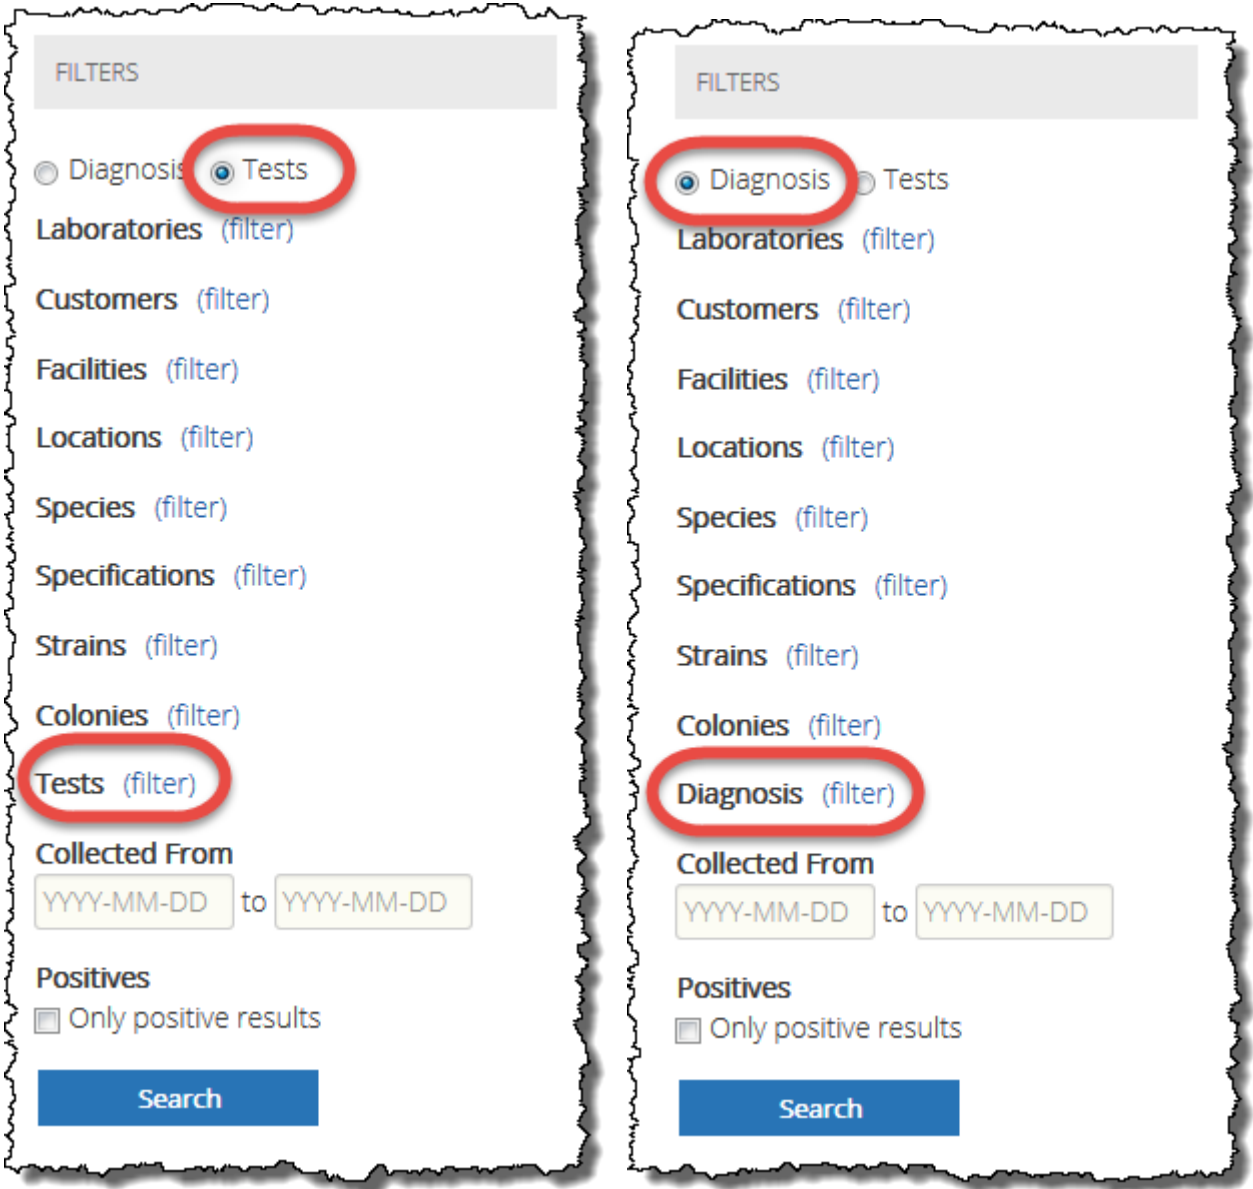 FILTERS
Diagnosis Tests
Laboratories (filter)
Customers (filter)
Facilities (filter)
Locations (filter)
Species (filter)
Specifications (filter)
Strains (filter)
Colonies (filter)
Tests (filter)
Collected From
YYYY-MM-DD to YYYY-MM-DD
Positives
Only positive results
Search
FILTERS
Diagnosis Tests
Laboratories (filter)
Customers (filter)
Facilities (filter)
Locations (filter)
Species (filter)
Specifications (filter)
Strains (filter)
Colonies (filter)
Diagnosis (filter)
Collected From
YYYY-MM-DD to YYYY-MM-DD
Positives
Only positive results
Search